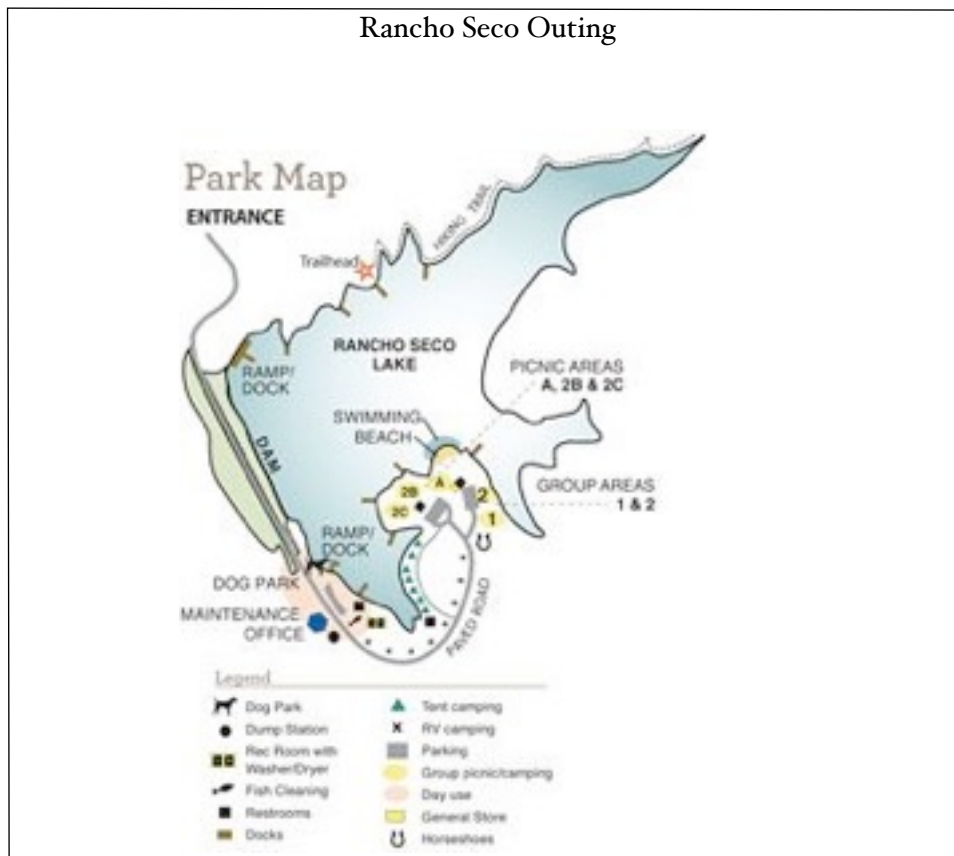 Rancho Seco Outing
Park Map
ENTRANCE
Trailhead
HIKING TRAIL
RAMP/
DOCK
RANCHO SECO
LAKE
PICNIC AREAS
A, 2B & 2C
SWIMMING
BEACH
DAM
A
2B
2C
2
1
GROUP AREAS
1 & 2
RAMP/
DOCK
DOG PARK
MAINTENANCE
OFFICE
PAVED ROAD
Legend
Dog Park
Dump Station
Rec Room with
Washer/Dryer
Fish Cleaning
Restrooms
Docks
Tent camping
RV camping
Parking
Group picnic/camping
Day use
General Store
Horseshoes